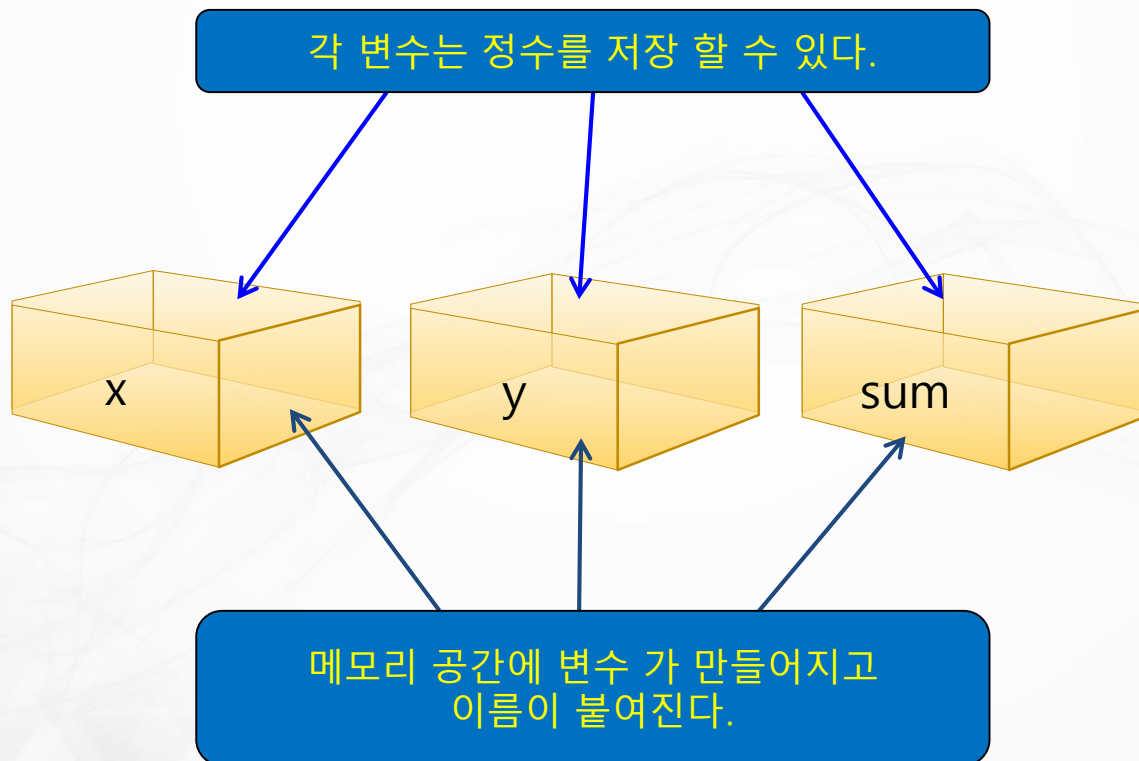 각 변수는 정수를 저장 할 수 있다.
x
y
sum
메모리 공간에 변수 가 만들어지고
이름이 붙여진다.